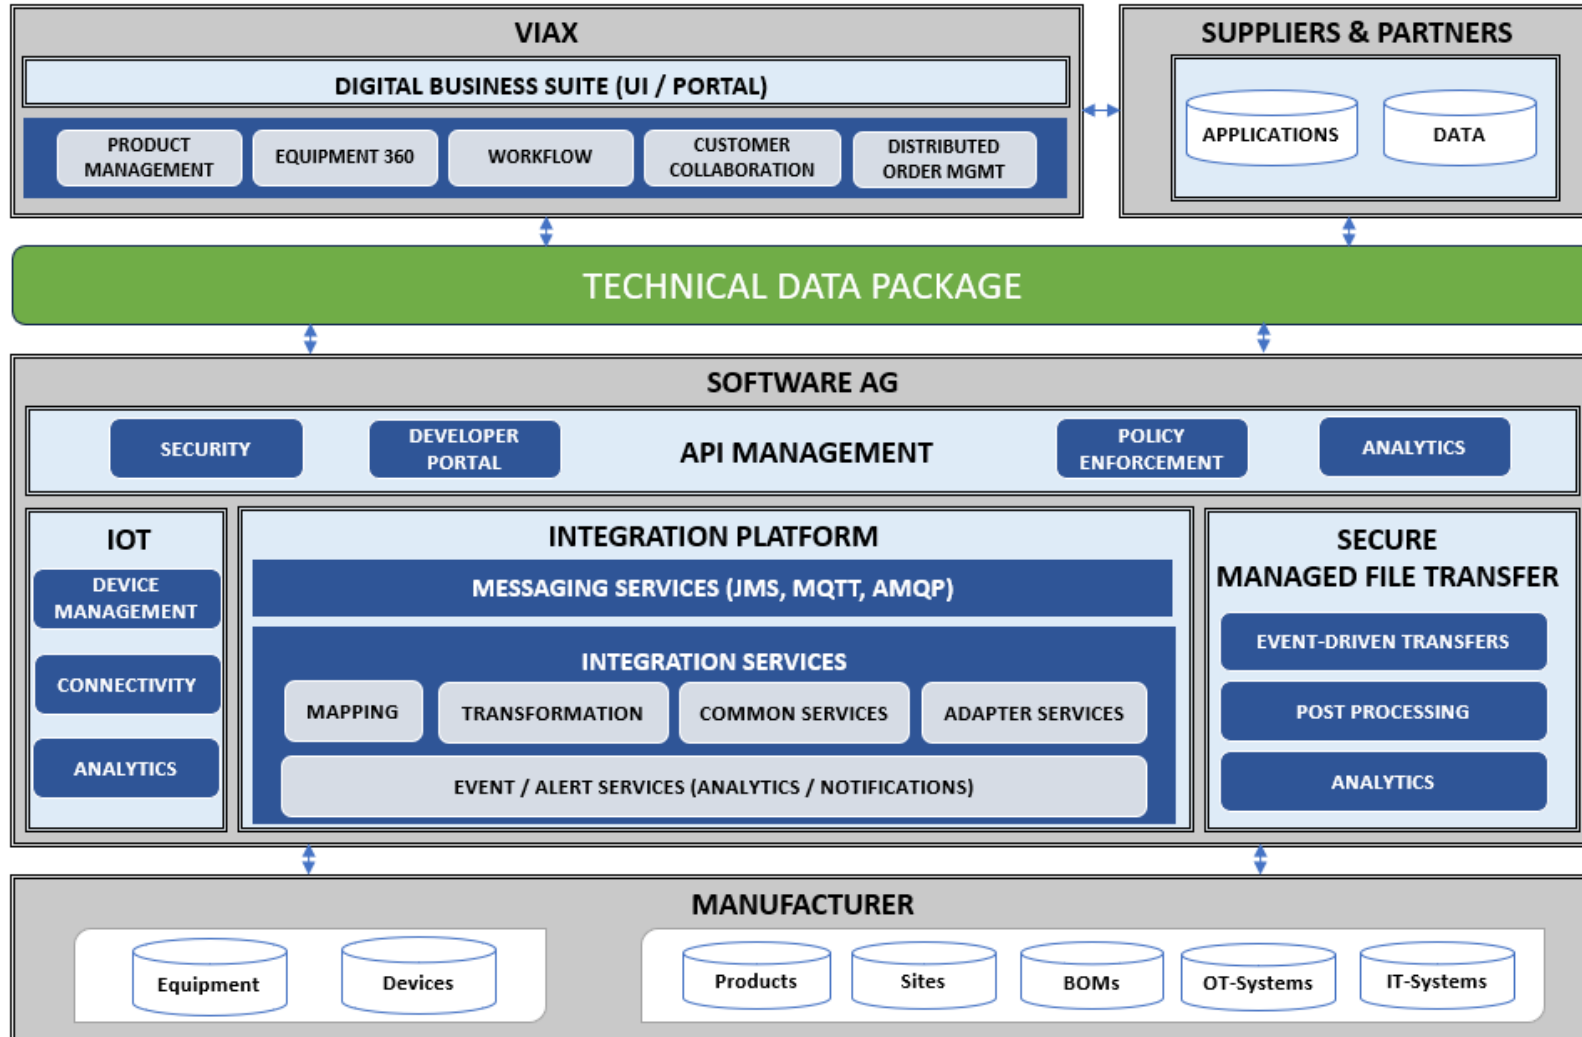 VIAX
DIGITAL BUSINESS SUITE (UI / PORTAL)
PRODUCT
MANAGEMENT
EQUIPMENT 360
WORKFLOW
CUSTOMER
COLLABORATION
DISTRIBUTED
ORDER MGMT
SUPPLIERS & PARTNERS
APPLICATIONS
DATA
TECHNICAL DATA PACKAGE
SOFTWARE AG
SECURITY
DEVELOPER
PORTAL
API MANAGEMENT
POLICY
ENFORCEMENT
ANALYTICS
IOT
DEVICE
MANAGEMENT
CONNECTIVITY
ANALYTICS
INTEGRATION PLATFORM
MESSAGING SERVICES (JMS, MQTT, AMQP)
INTEGRATION SERVICES
MAPPING
TRANSFORMATION
COMMON SERVICES
ADAPTER SERVICES
EVENT / ALERT SERVICES (ANALYTICS / NOTIFICATIONS)
SECURE
MANAGED FILE TRANSFER
EVENT-DRIVEN TRANSFERS
POST PROCESSING
ANALYTICS
MANUFACTURER
Equipment
Devices
Products
Sites
BOMs
OT-Systems
IT-Systems